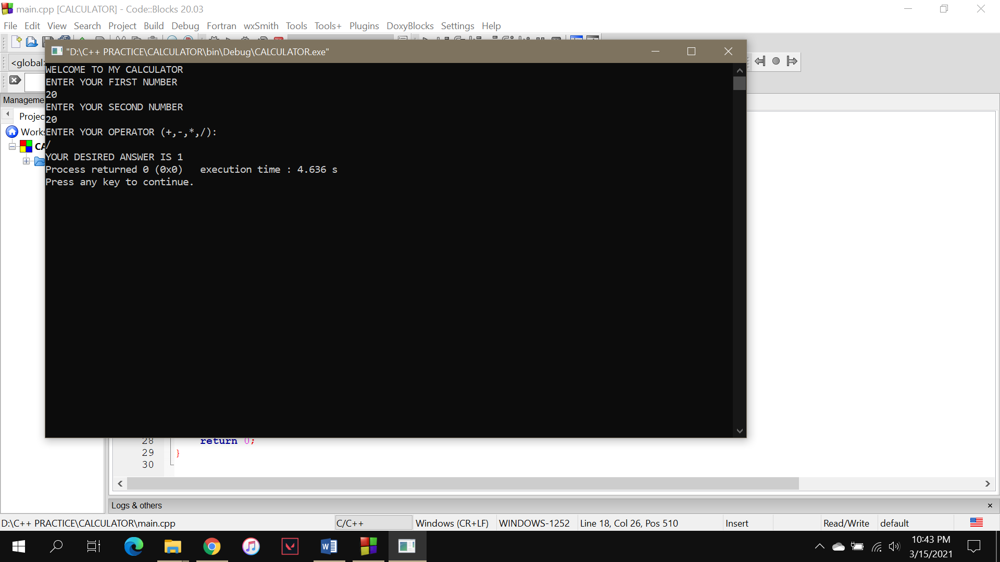 main.cpp [CALCULATOR] - Code::Blocks 20.03
File Edit View Search Project Build Debug Fortran wxSmith Tools Tools+ Plugins DoxyBlocks Settings Help
"D:\C++ PRACTICE\CALCULATOR\bin\Debug\CALCULATOR.exe"
<global>
WELCOME TO MY CALCULATOR
ENTER YOUR FIRST NUMBER
20
ENTER YOUR SECOND NUMBER
20
ENTER YOUR OPERATOR (+,-,*,/):
/
YOUR DESIRED ANSWER IS 1
Process returned 0 (0x0)   execution time : 4.636 s
Press any key to continue.
Manageme
Projec
Works
CA
28 return 0;
29 }
30
Logs & others
D:\C++ PRACTICE\CALCULATOR\main.cpp C/C++ Windows (CR+LF) WINDOWS-1252 Line 18, Col 26, Pos 510 Insert Read/Write default
10:43 PM
3/15/2021